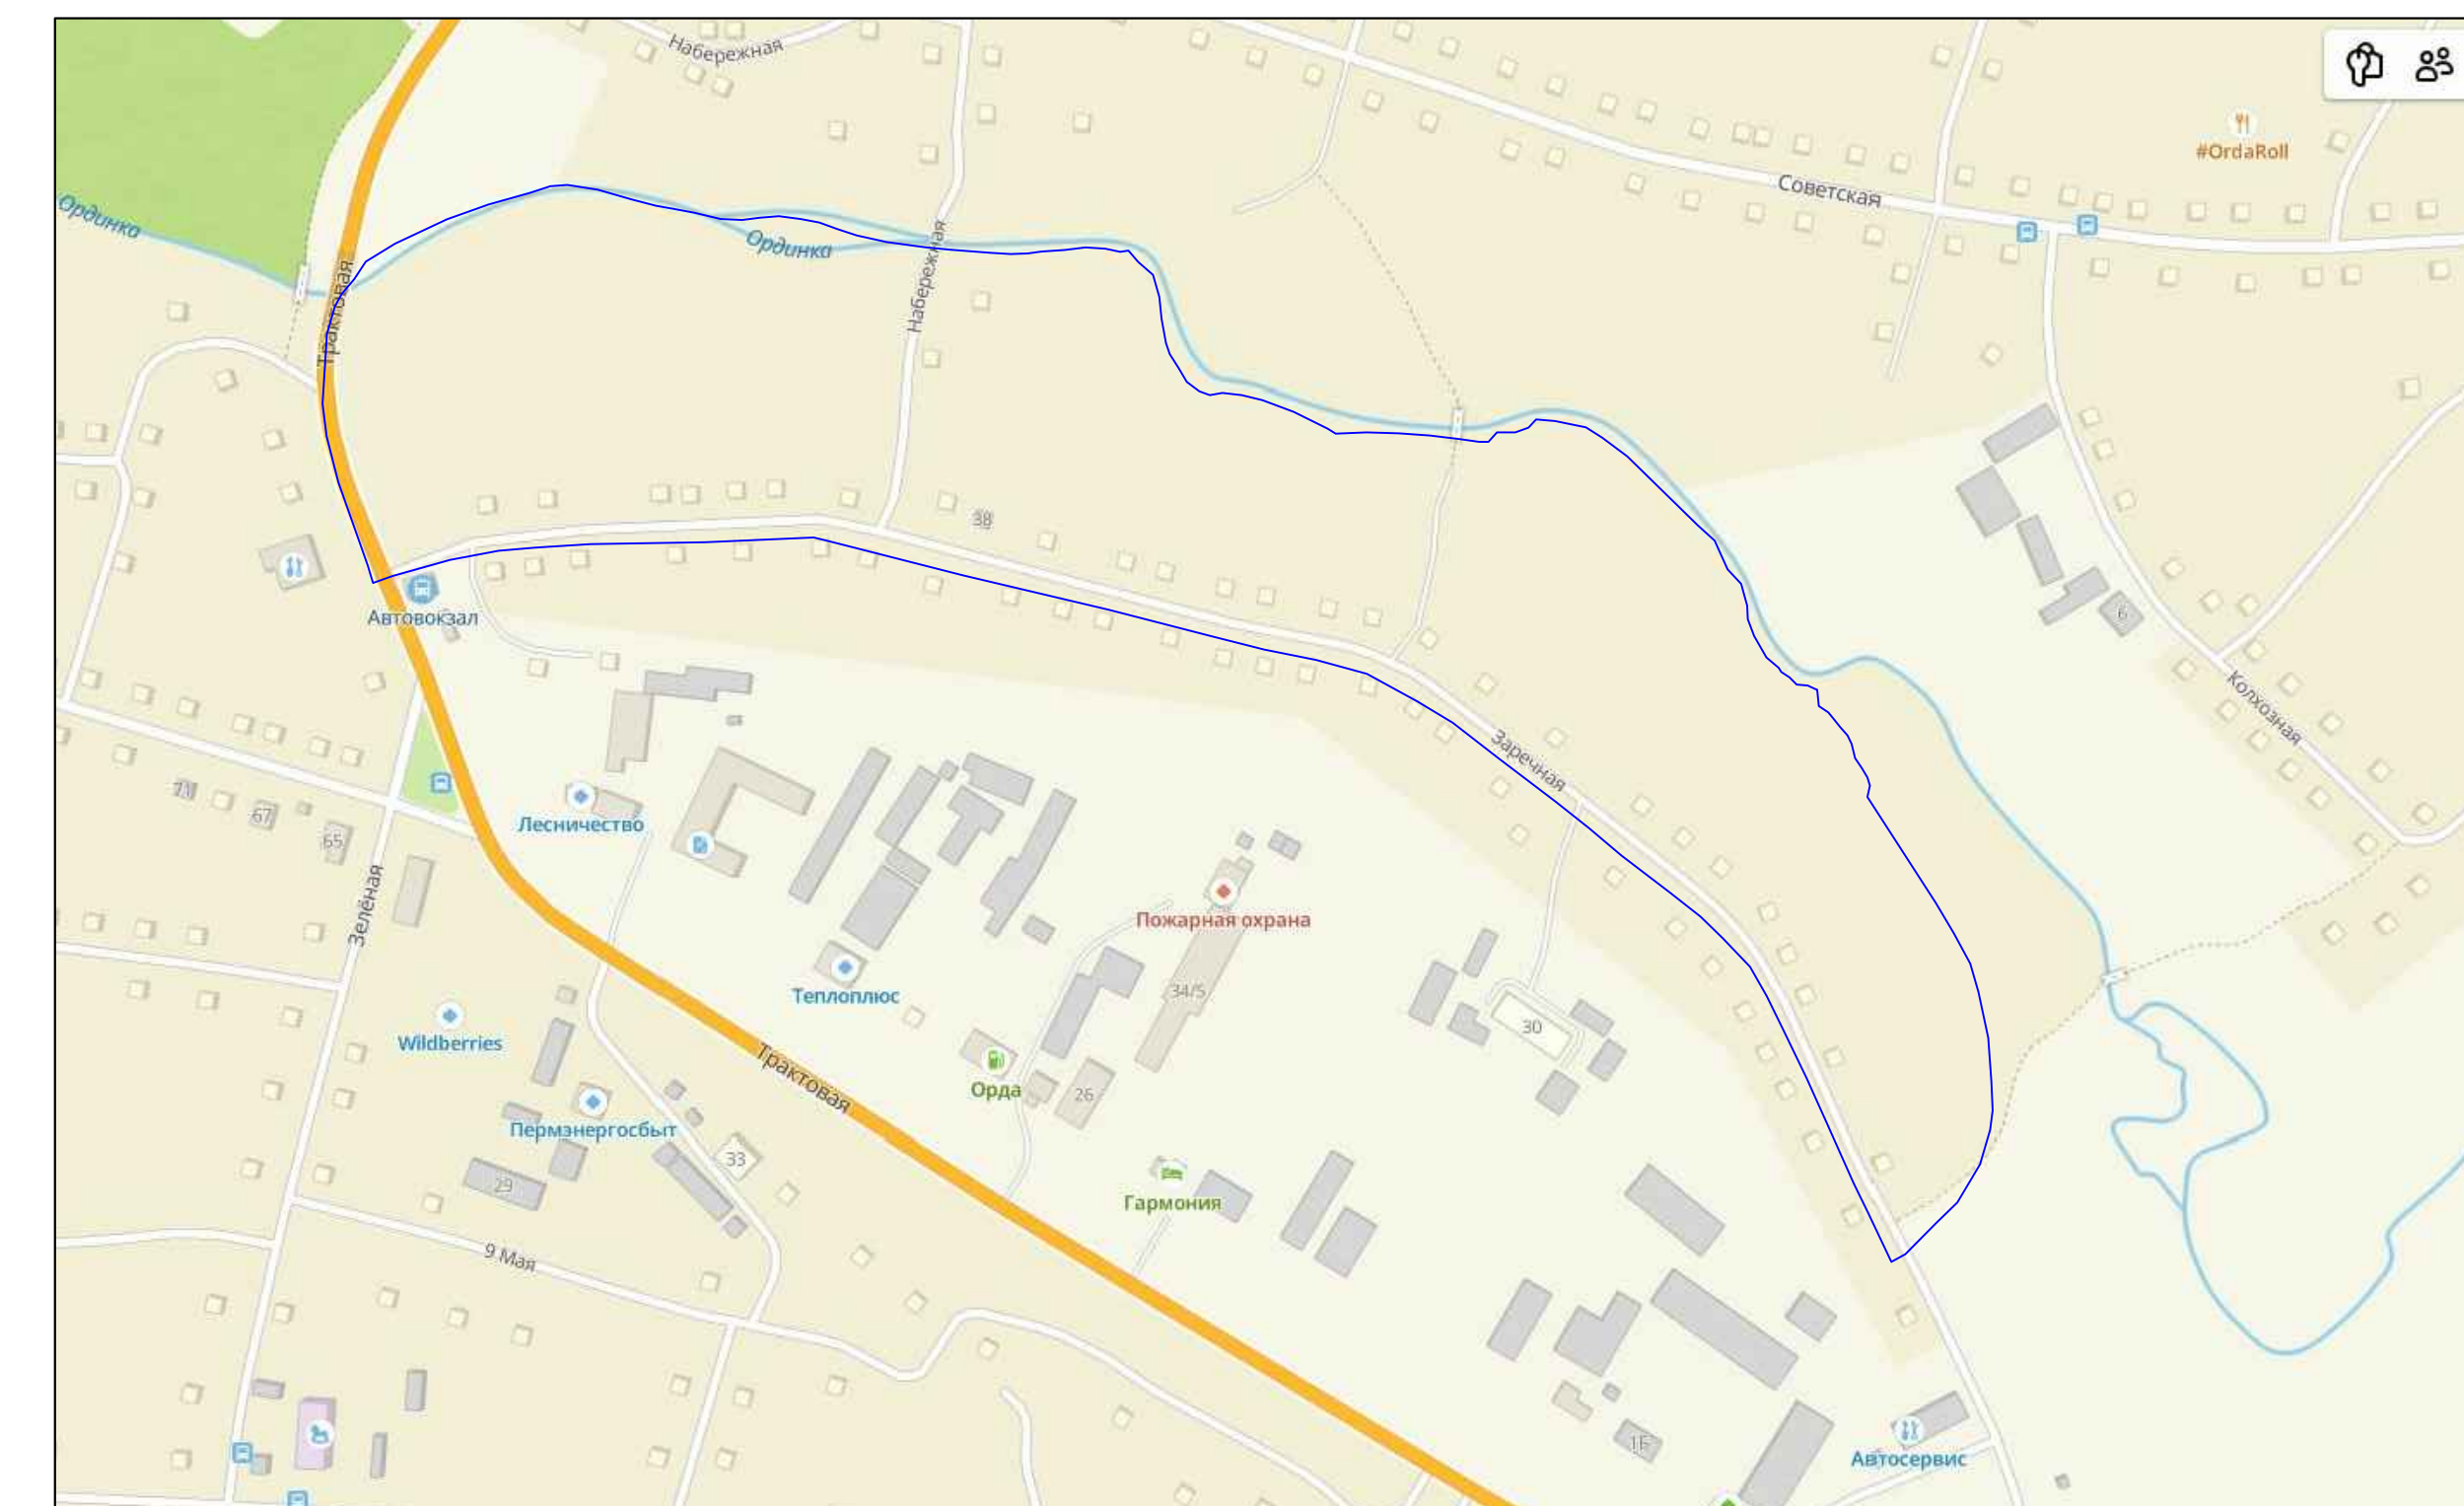 Набережная
#OrdaRoll
Советская
Ординка
Ординка
Набережная
Трактовая
38
Автовокзал
6
Колхозная
Заречная
Лесничество
67
65
Зелёная
Пожарная охрана
34/5
Теплоплюс
30
Wildberries
Трактовая
Орда
26
Пермэнергосбыт
33
29
Гармония
9 Мая
1Б
Автосервис